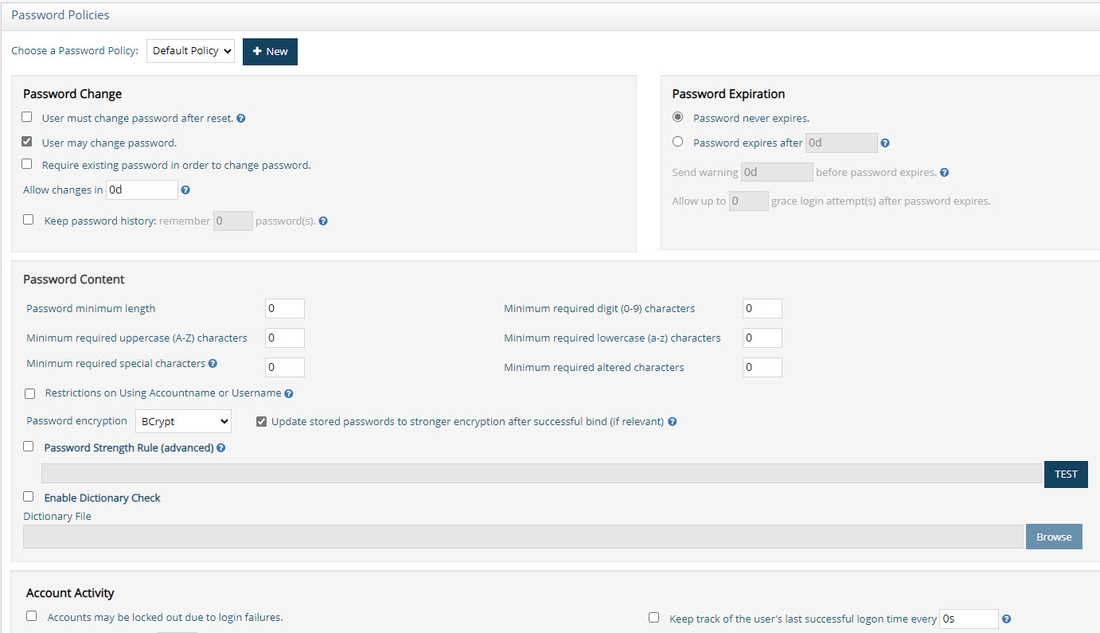 Password Policies
Choose a Password Policy: Default Policy + New
Password Change
User must change password after reset. ?
User may change password.
Require existing password in order to change password.
Allow changes in 0d ?
Keep password history: remember 0 password(s). ?
Password Expiration
Password never expires.
Password expires after 0d ?
Send warning 0d before password expires. ?
Allow up to 0 grace login attempt(s) after password expires.
Password Content
Password minimum length 0 Minimum required digit (0-9) characters 0
Minimum required uppercase (A-Z) characters 0 Minimum required lowercase (a-z) characters 0
Minimum required special characters ? 0 Minimum required altered characters 0
Restrictions on Using Accountname or Username ?
Password encryption BCrypt Update stored passwords to stronger encryption after successful bind (if relevant) ?
Password Strength Rule (advanced) ?
TEST
Enable Dictionary Check
Dictionary File
Browse
Account Activity
Accounts may be locked out due to login failures. Keep track of the user's last successful logon time every 0s ?